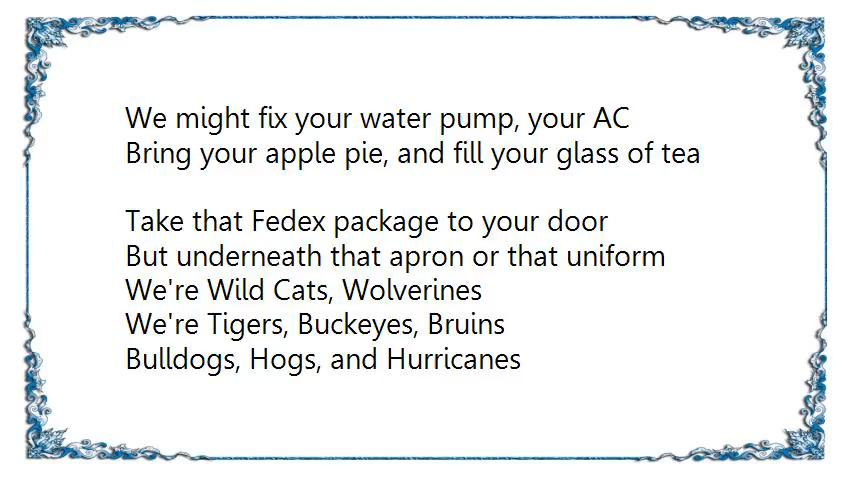 We might fix your water pump, your AC
Bring your apple pie, and fill your glass of tea
Take that Fedex package to your door
But underneath that apron or that uniform
We're Wild Cats, Wolverines
We're Tigers, Buckeyes, Bruins
Bulldogs, Hogs, and Hurricanes